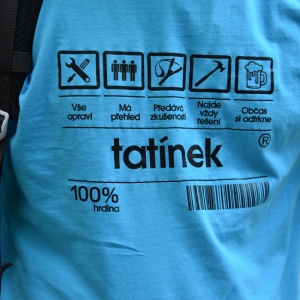 Vše
opraví
Má
přehled
Předává
zkušenosti
Najde
vždy
řešení
Občas
si odfrkne
tatínek ®
100%
hrdina